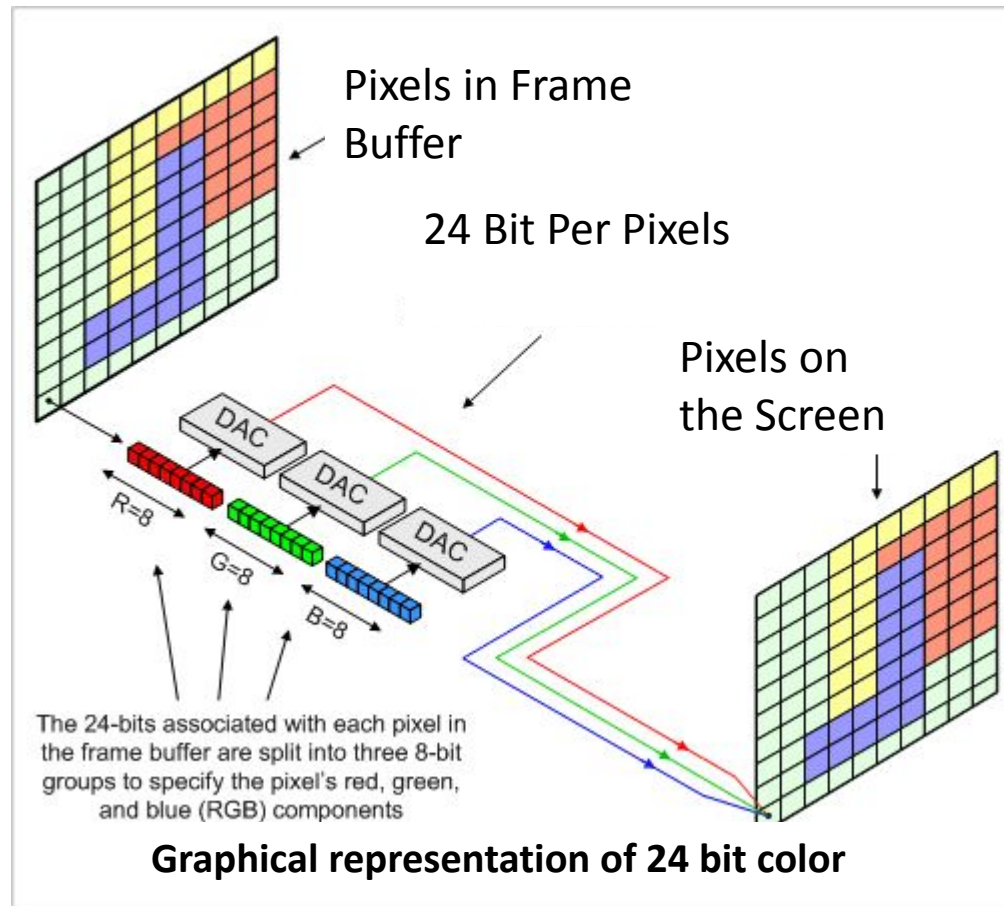 Pixels in Frame
Buffer
24 Bit Per Pixels
Pixels on
the Screen
DAC
DAC
DAC
R=8
G=8
B=8
The 24-bits associated with each pixel in
the frame buffer are split into three 8-bit
groups to specify the pixel's red, green,
and blue (RGB) components
Graphical representation of 24 bit color